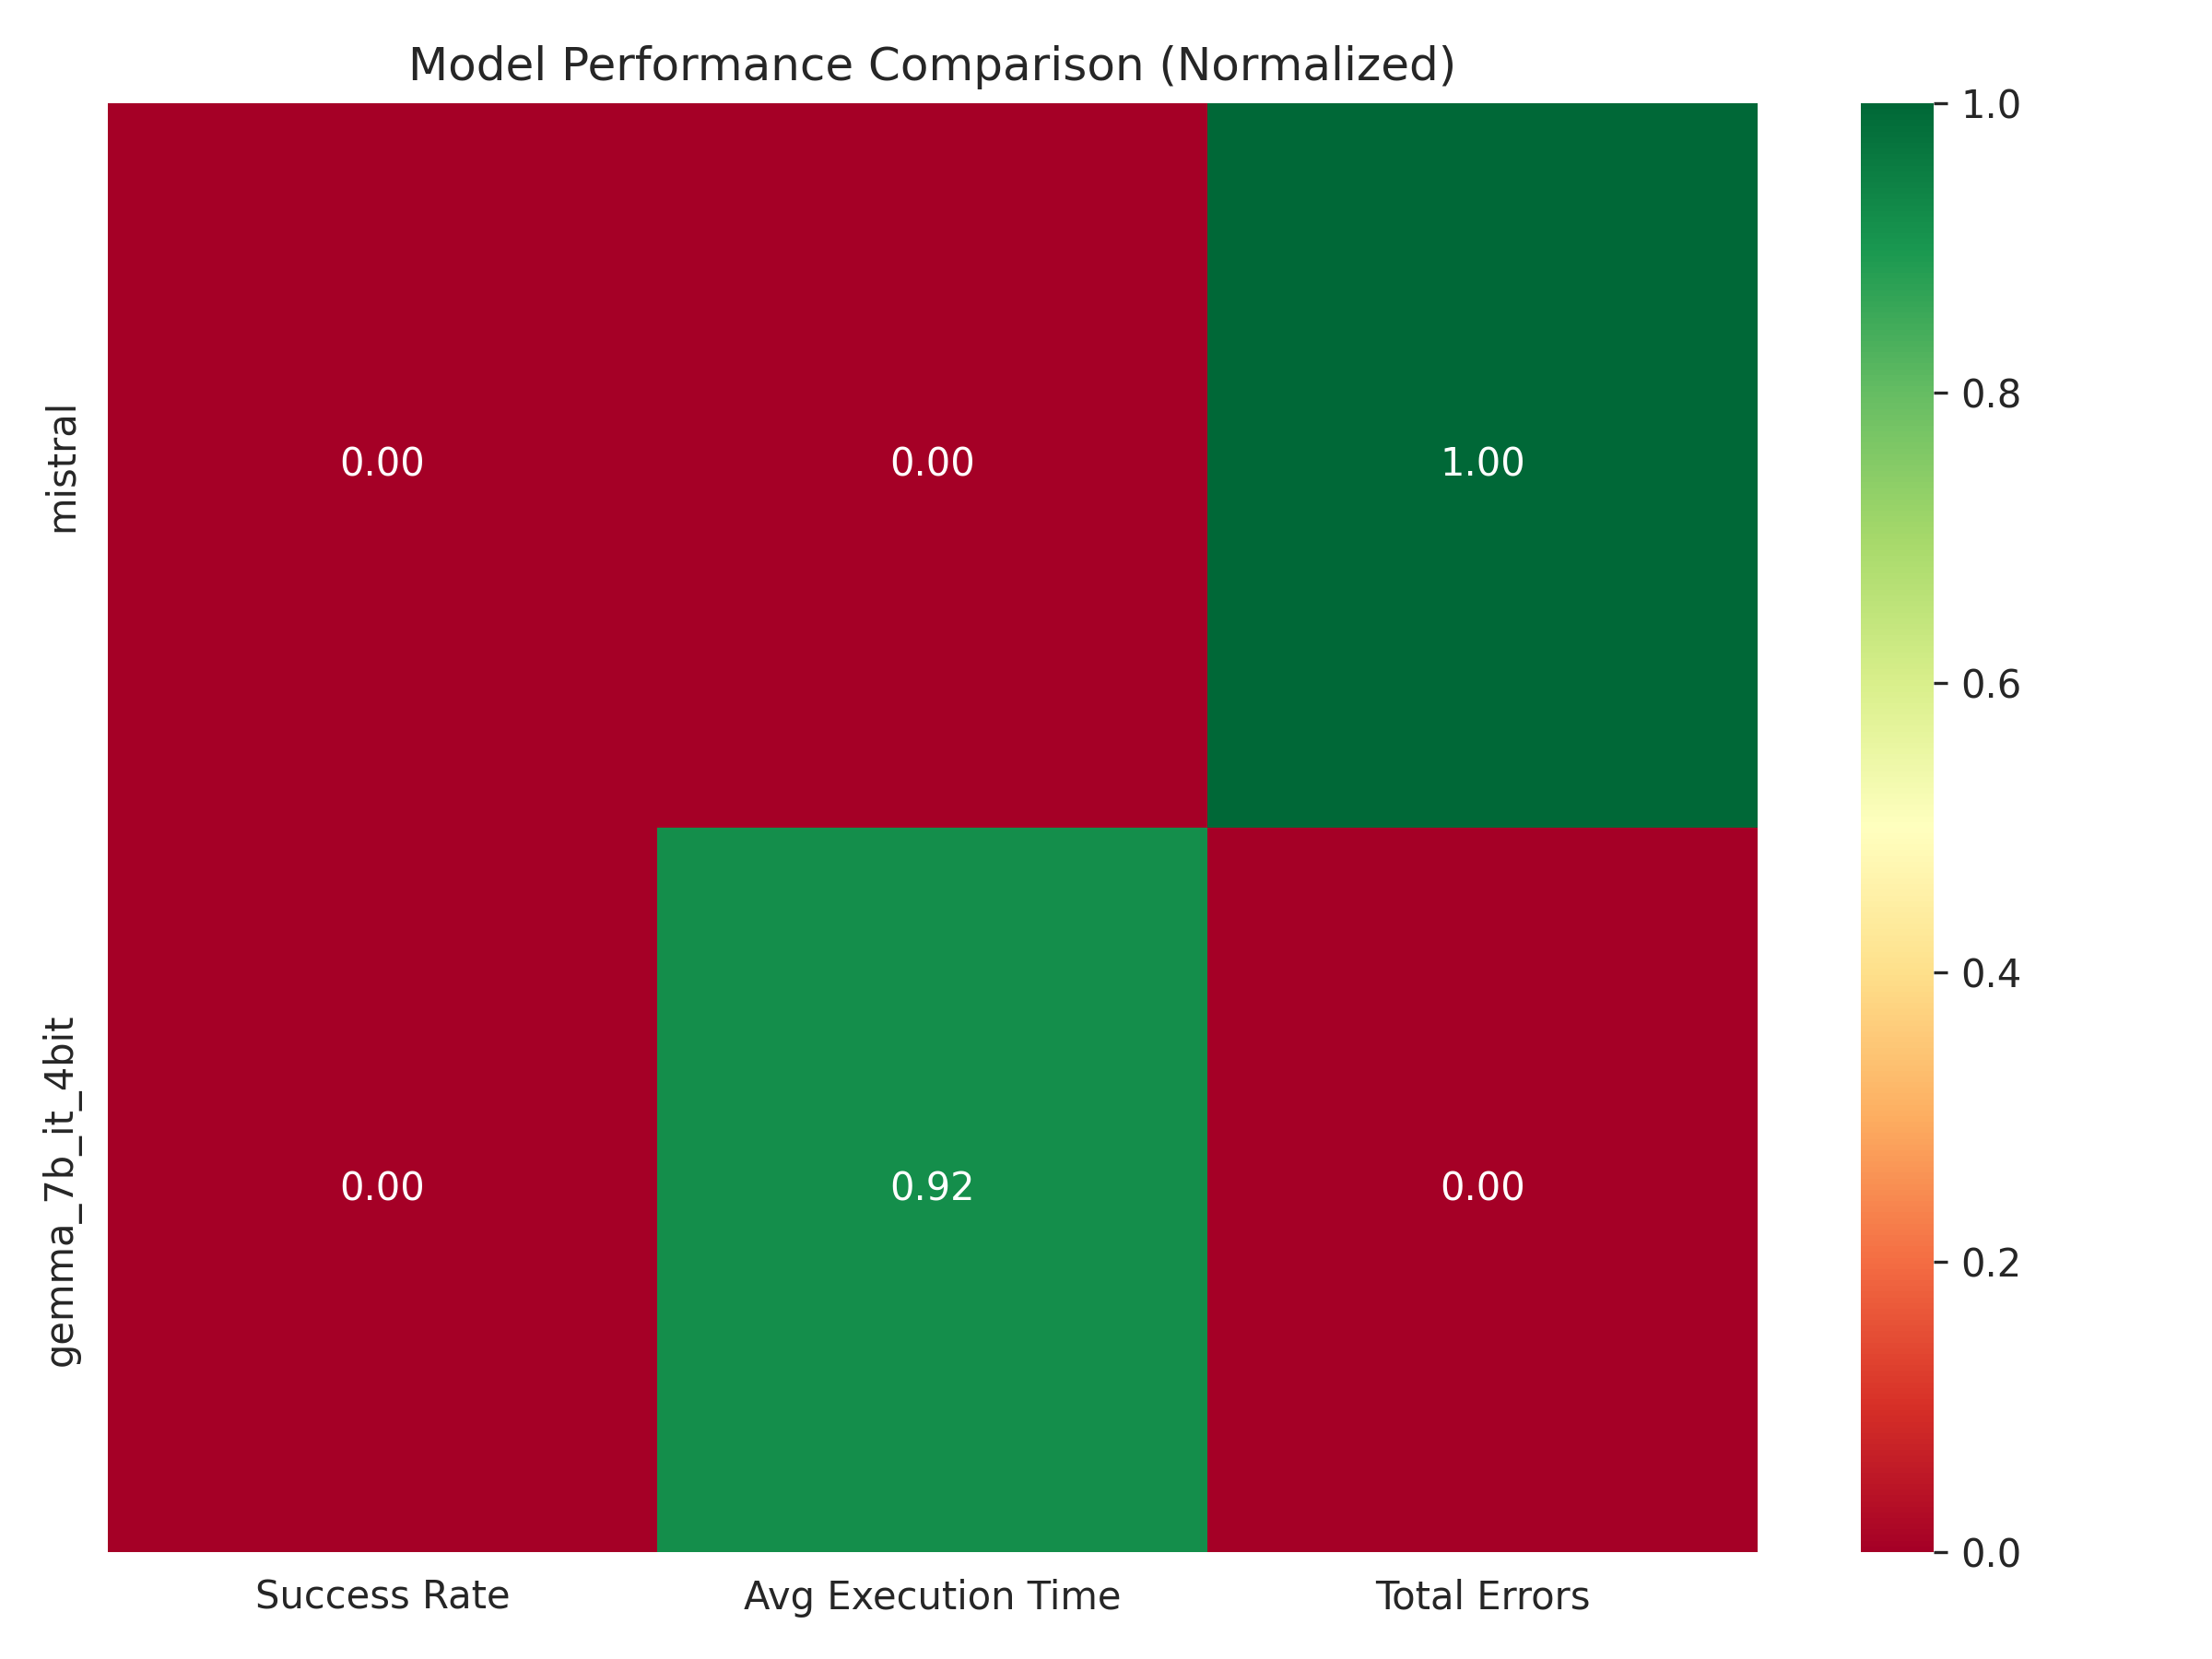 Model Performance Comparison (Normalized)
mistral
0.00 0.00 1.00
gemma_7b_it_4bit
0.00 0.92 0.00
Success Rate Avg Execution Time Total Errors
1.0
0.8
0.6
0.4
0.2
0.0